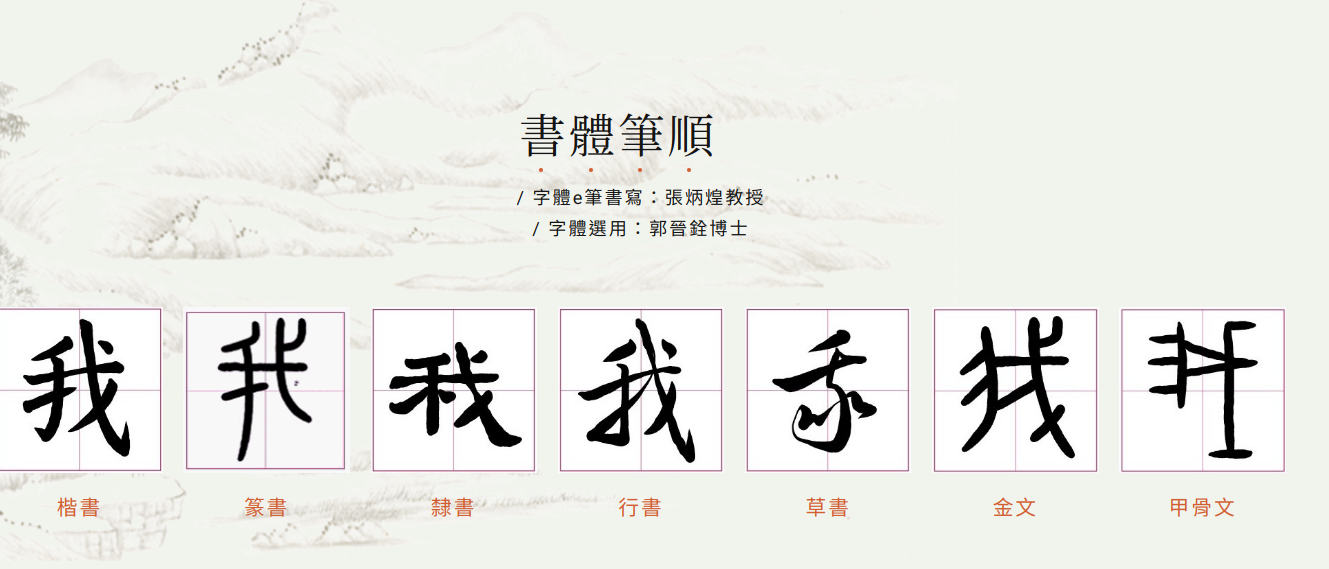 書體筆順
/ 字體e筆書寫：張炳煌教授
/ 字體選用：郭晉銓博士
我 我 我 我 我 我 我
楷書 篆書 隸書 行書 草書 金文 甲骨文